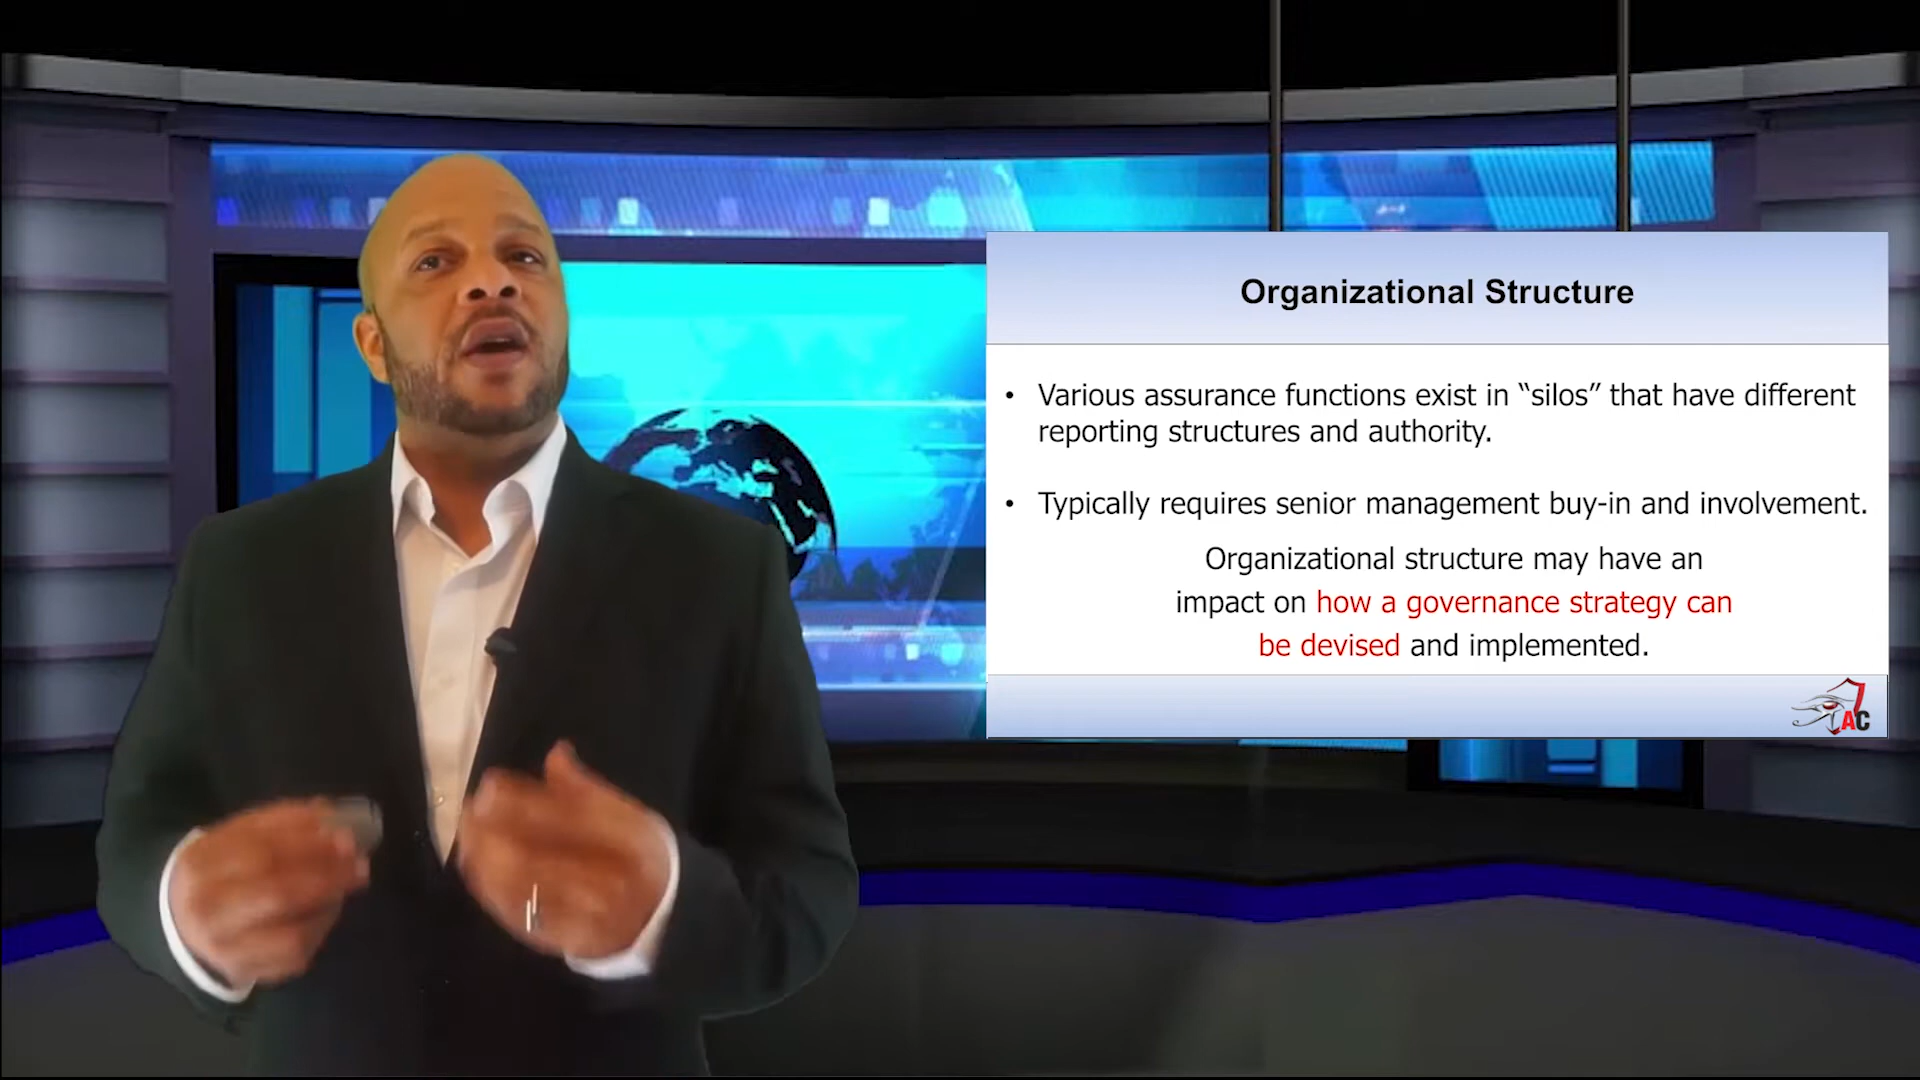 Organizational Structure
• Various assurance functions exist in “silos” that have different
reporting structures and authority.
• Typically requires senior management buy-in and involvement.
Organizational structure may have an
impact on how a governance strategy can
be devised and implemented.
AC